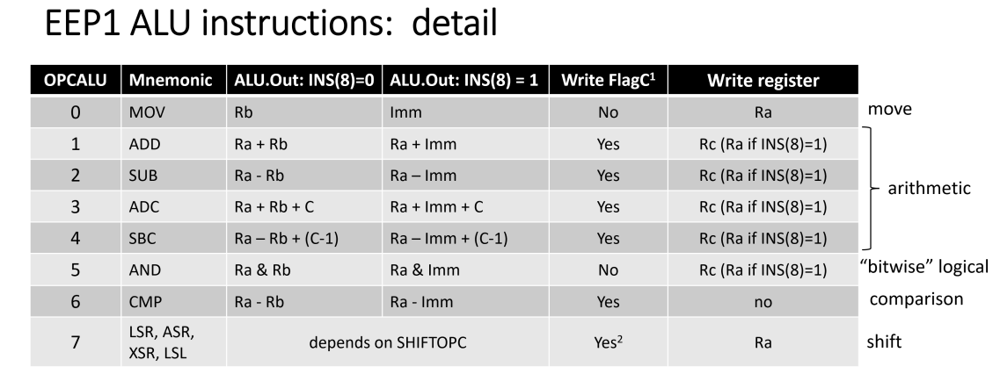 EEP1 ALU instructions:  detail
OPCALU Mnemonic ALU.Out: INS(8)=0 ALU.Out: INS(8) = 1 Write FlagC¹ Write register
0 MOV Rb Imm No Ra move
1 ADD Ra + Rb Ra + Imm Yes Rc (Ra if INS(8)=1)
2 SUB Ra - Rb Ra – Imm Yes Rc (Ra if INS(8)=1)
arithmetic
3 ADC Ra + Rb + C Ra + Imm + C Yes Rc (Ra if INS(8)=1)
4 SBC Ra – Rb + (C-1) Ra – Imm + (C-1) Yes Rc (Ra if INS(8)=1)
5 AND Ra & Rb Ra & Imm No Rc (Ra if INS(8)=1) “bitwise” logical
6 CMP Ra - Rb Ra - Imm Yes no comparison
7 LSR, ASR,
XSR, LSL depends on SHIFTOPC Yes² Ra shift